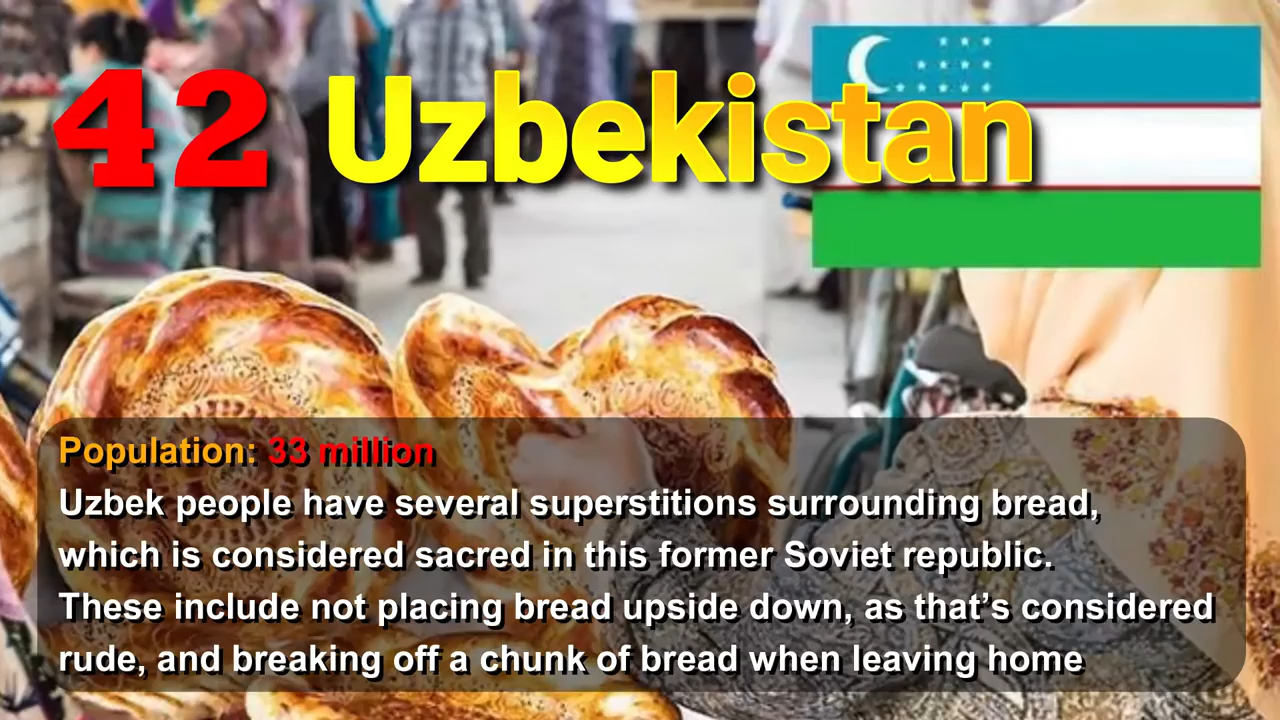 42 Uzbekistan
Population: 33 million
Uzbek people have several superstitions surrounding bread,
which is considered sacred in this former Soviet republic.
These include not placing bread upside down, as that’s considered
rude, and breaking off a chunk of bread when leaving home